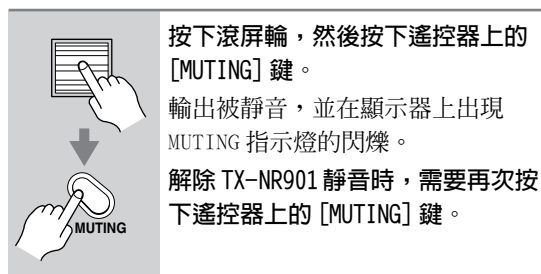 按下滾屏輪，然後按下遙控器上的
[MUTING] 鍵。
輸出被靜音，並在顯示器上出現
MUTING 指示燈的閃爍。
解除 TX-NR901 靜音時，需要再次按
下遙控器上的 [MUTING] 鍵。
MUTING